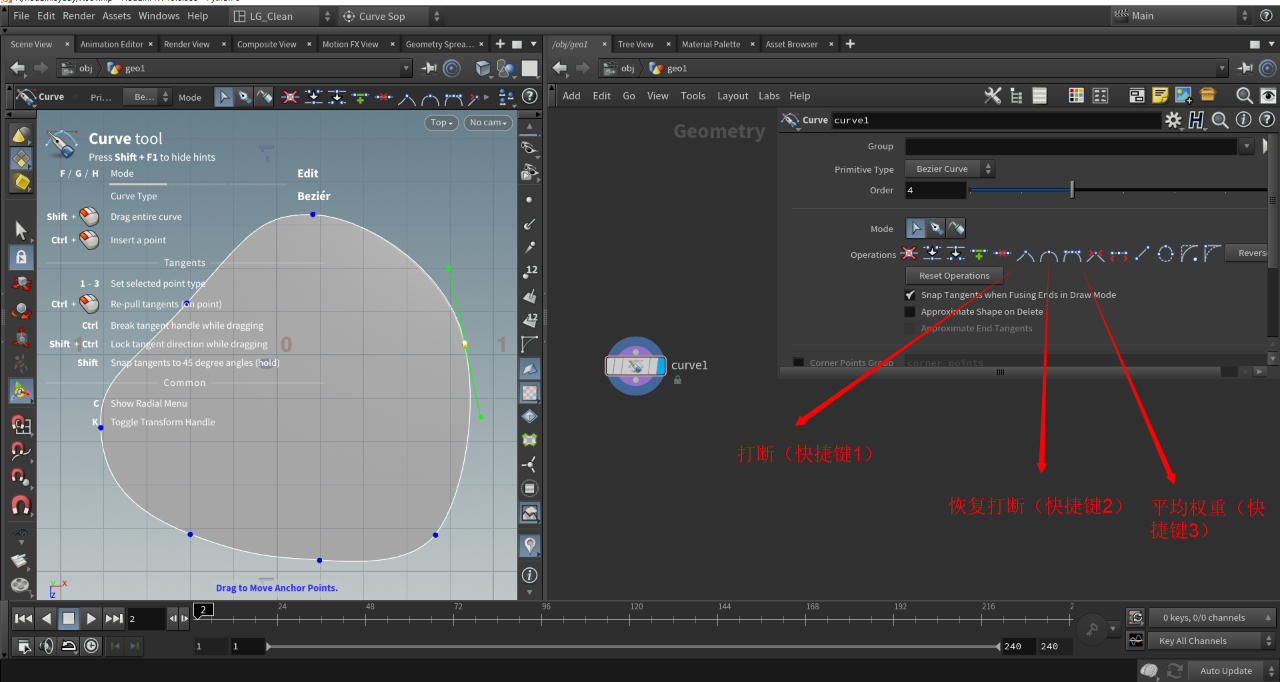 File Edit Render Assets Windows Help LG_Clean Curve Sop Main
Scene View × Animation Editor × Render View × Composite View × Motion FX View × Geometry Sprea... ×
/obj/geo1 × Tree View × Material Palette × Asset Browser ×
obj geo1
obj geo1
Curve Pri... Be... Mode
Add Edit Go View Tools Layout Labs Help
Top No cam
Curve tool
Press Shift + F1 to hide hints
F / G / H Mode Edit
Curve Type Beziér
Shift + Drag entire curve
Ctrl + Insert a point
Tangents
1 - 3 Set selected point type
Ctrl + Re-pull tangents (on point)
Ctrl Break tangent handle while dragging
Shift + Ctrl Lock tangent direction while dragging
Shift Snap tangents to 45 degree angles (hold)
Common
C Show Radial Menu
K Toggle Transform Handle
1 0 1
Drag to Move Anchor Points.
12
12
Geometry
curve1
Curve curve1
Group
Primitive Type Bezier Curve
Order 4
Mode
Operations Revers
Reset Operations
Snap Tangents when Fusing Ends in Draw Mode
Approximate Shape on Delete
Approximate End Tangents
Corner Points Group corner_points
打断（快捷键1）
恢复打断（快捷键2）
平均权重（快
捷键3）
2 2 24 48 72 96 120 144 168 192 216 2
0 keys, 0/0 channels
1 1 240 240 Key All Channels
Auto Update